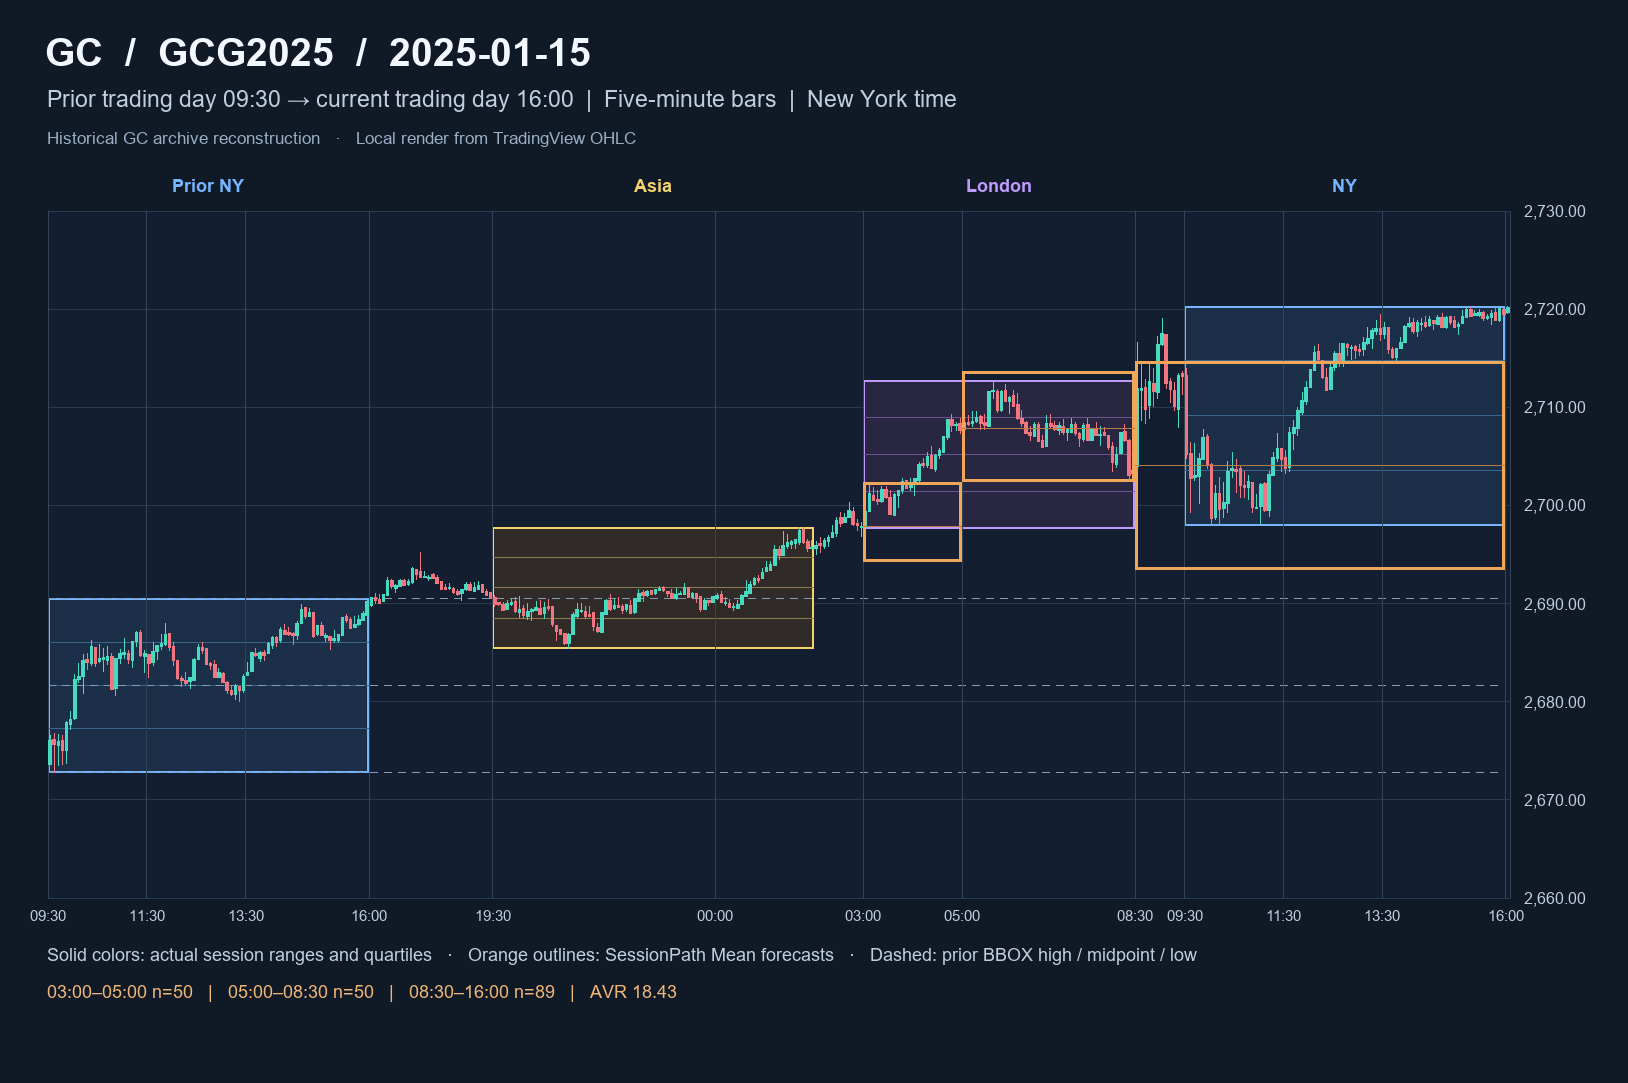 GC / GCG2025 / 2025-01-15
Prior trading day 09:30 → current trading day 16:00 | Five-minute bars | New York time
Historical GC archive reconstruction · Local render from TradingView OHLC
Prior NY Asia London NY
2,730.00
2,720.00
2,710.00
2,700.00
2,690.00
2,680.00
2,670.00
2,660.00
09:30 11:30 13:30 16:00 19:30 00:00 03:00 05:00 08:30 09:30 11:30 13:30 16:00
Solid colors: actual session ranges and quartiles · Orange outlines: SessionPath Mean forecasts · Dashed: prior BBOX high / midpoint / low
03:00–05:00 n=50 | 05:00–08:30 n=50 | 08:30–16:00 n=89 | AVR 18.43